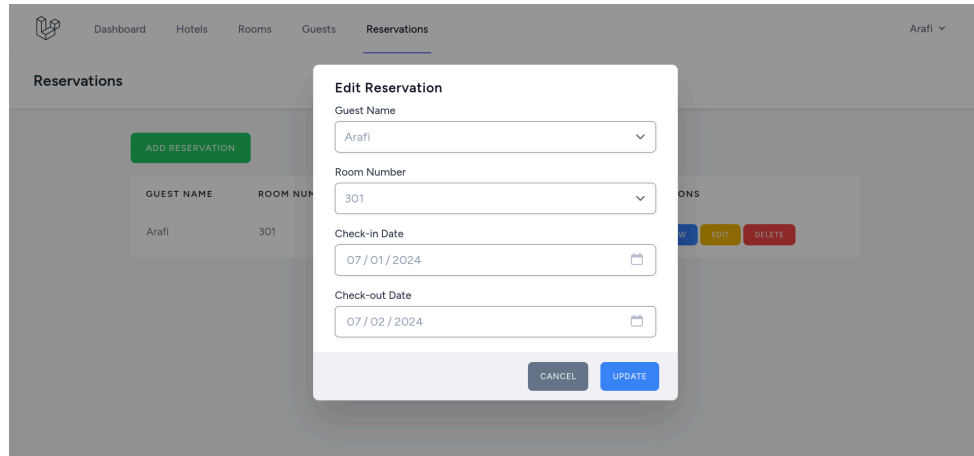 Dashboard Hotels Rooms Guests Reservations Arafi
Reservations
Edit Reservation
Guest Name
Arafi
Room Number
301
Check-in Date
07/01/2024
Check-out Date
07/02/2024
CANCEL UPDATE
ADD RESERVATION
GUEST NAME ROOM NUM ONS
Arafi 301 W EDIT DELETE